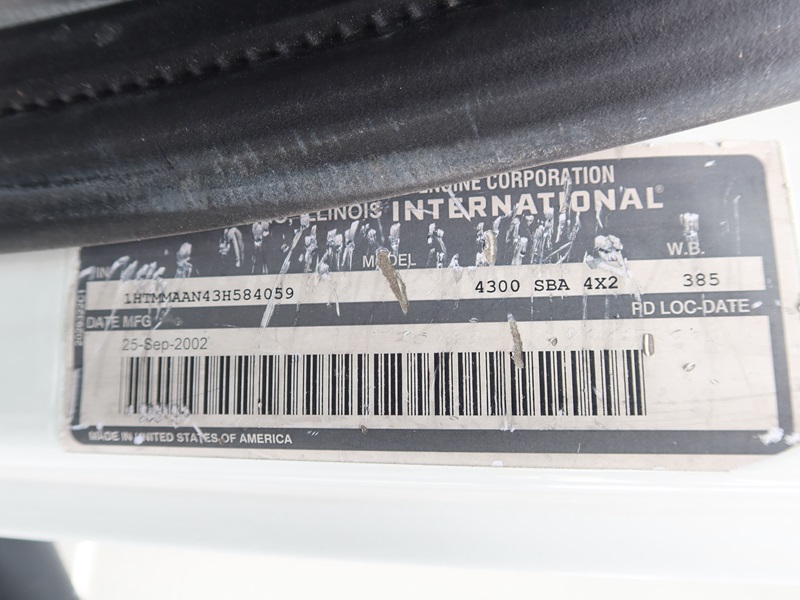 ENGINE CORPORATION
ILLINOIS INTERNATIONAL®
MODEL W.B.
1HTMMAAN43H584059 4300 SBA 4X2 385
DATE MFG PD LOC-DATE
25-Sep-2002
MADE IN UNITED STATES OF AMERICA